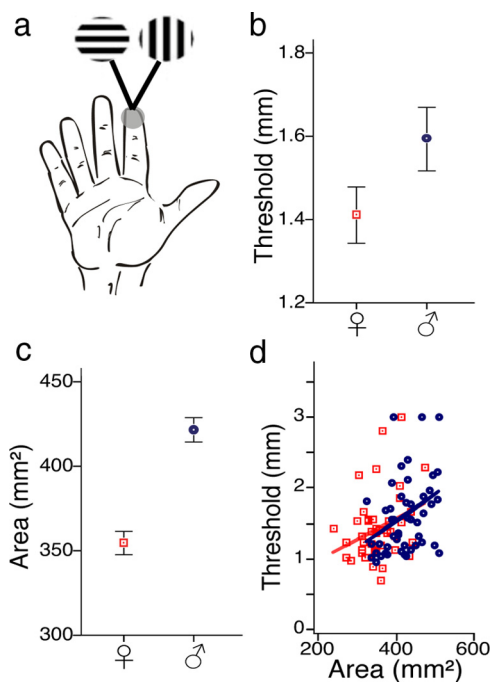 a
b
Threshold (mm)
1.8
1.6
1.4
1.2
♀ ♂
c
Area (mm²)
450
400
350
300
♀ ♂
d
Threshold (mm)
3
2
1
0
200 400 600
Area (mm²)